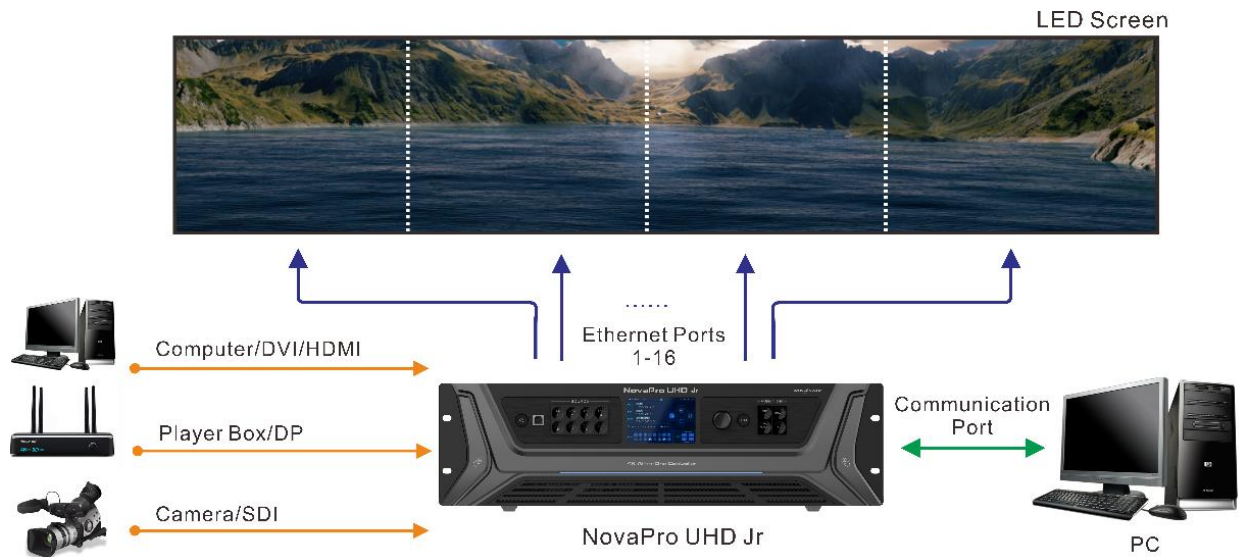 LED Screen
......
Ethernet Ports
1-16
Computer/DVI/HDMI
Player Box/DP
Camera/SDI
NovaPro UHD Jr
SOURCE
Communication
Port
NovaPro UHD Jr
PC